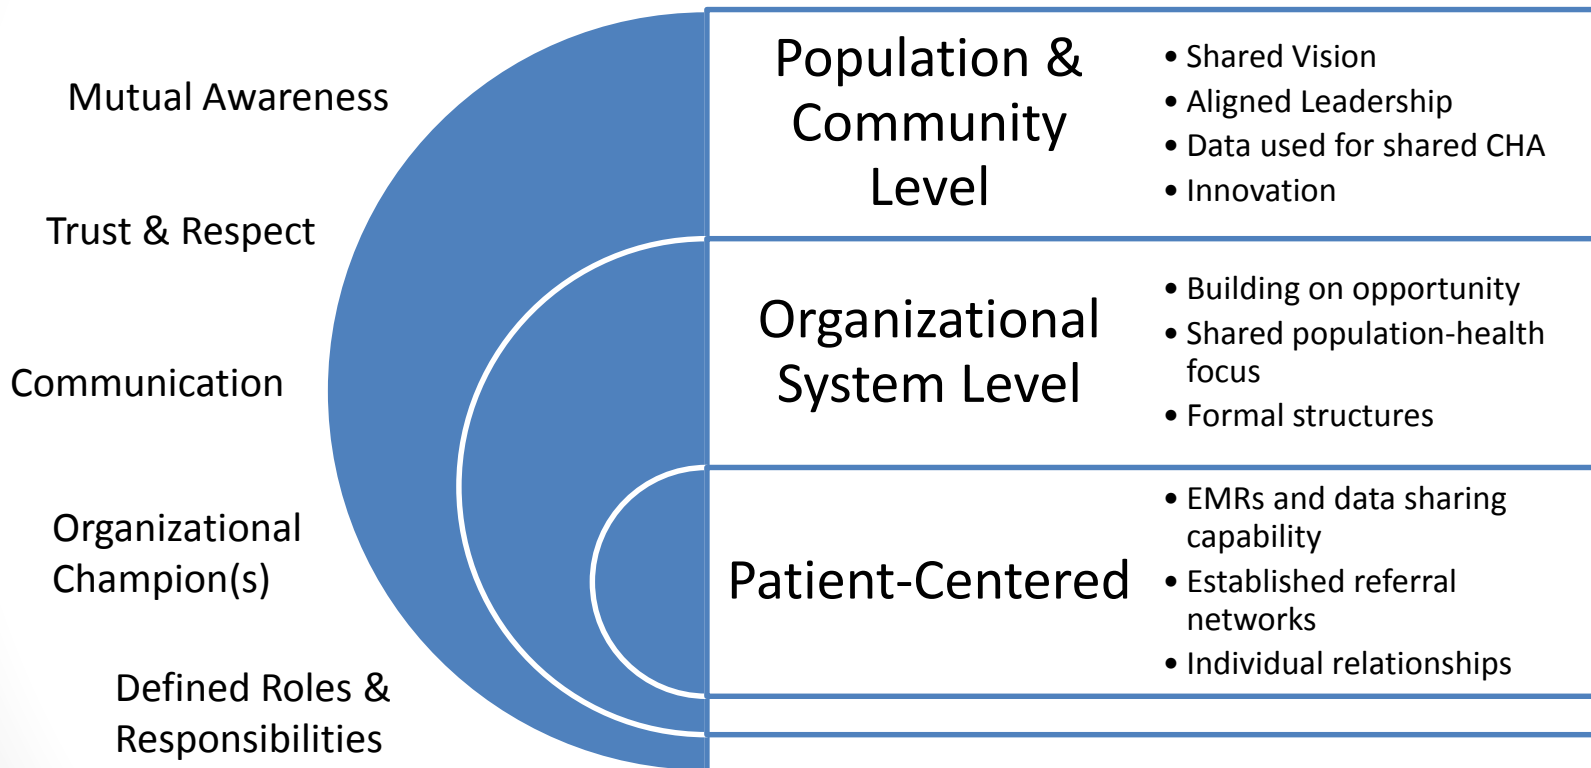 Mutual Awareness
Trust & Respect
Communication
Organizational
Champion(s)
Defined Roles &
Responsibilities
Population &
Community
Level
• Shared Vision
• Aligned Leadership
• Data used for shared CHA
• Innovation
Organizational
System Level
• Building on opportunity
• Shared population-health
focus
• Formal structures
Patient-Centered
• EMRs and data sharing
capability
• Established referral
networks
• Individual relationships